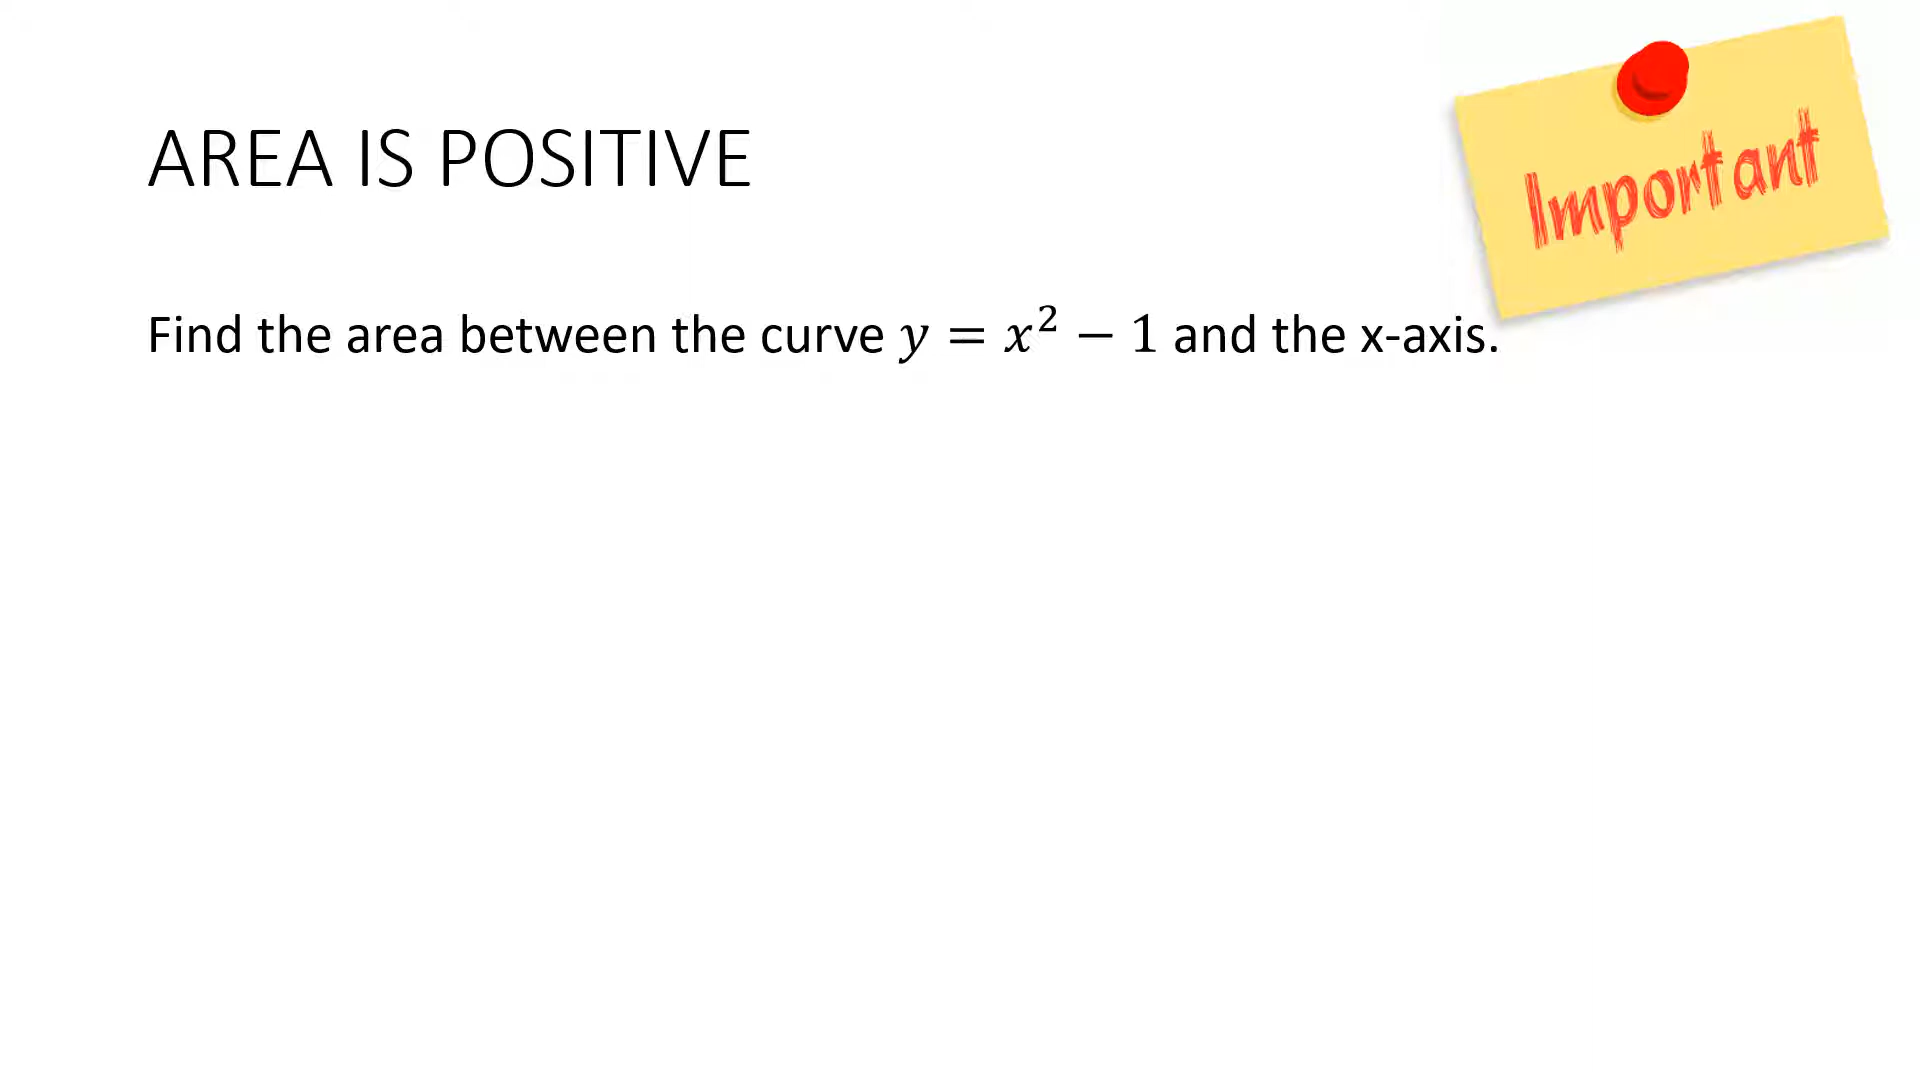 AREA IS POSITIVE
Important
Find the area between the curve y = x² − 1 and the x-axis.